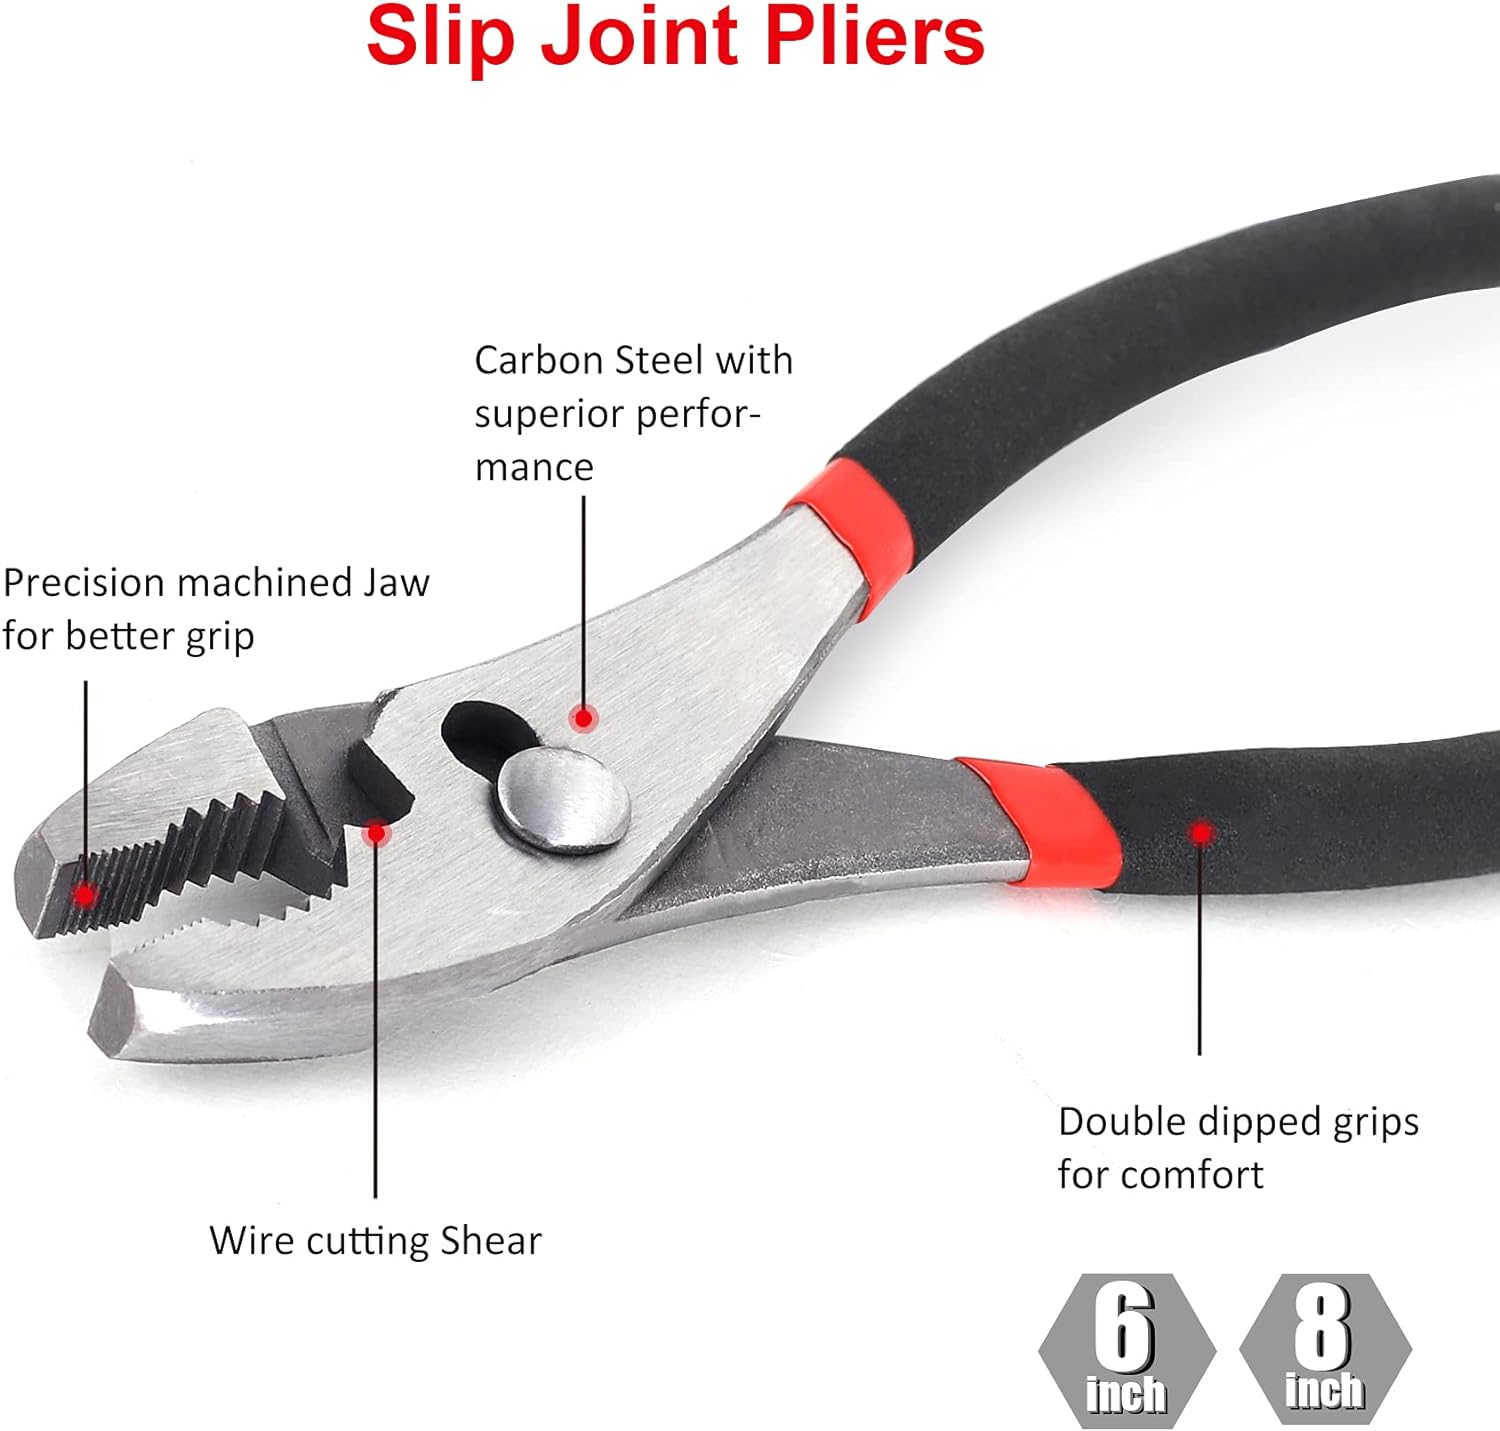 Slip Joint Pliers
Carbon Steel with
superior perfor-
mance
Precision machined Jaw
for better grip
Double dipped grips
for comfort
Wire cutting Shear
6
inch
8
inch